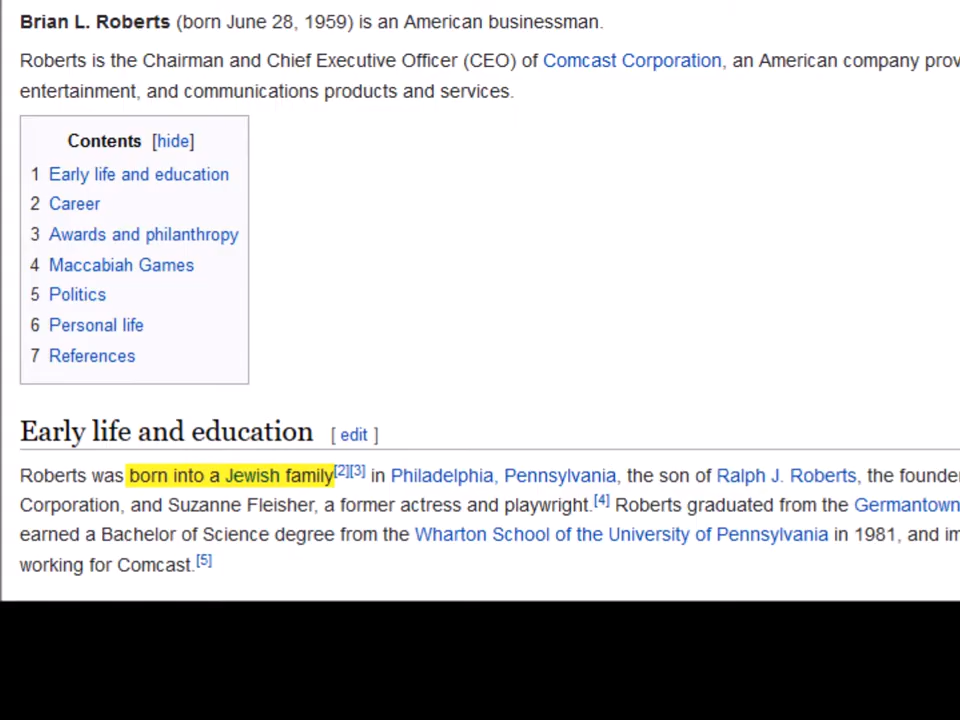 Brian L. Roberts (born June 28, 1959) is an American businessman.
Roberts is the Chairman and Chief Executive Officer (CEO) of Comcast Corporation, an American company prov
entertainment, and communications products and services.
Contents [hide]
1 Early life and education
2 Career
3 Awards and philanthropy
4 Maccabiah Games
5 Politics
6 Personal life
7 References
Early life and education [ edit ]
Roberts was born into a Jewish family[2][3] in Philadelphia, Pennsylvania, the son of Ralph J. Roberts, the founde
Corporation, and Suzanne Fleisher, a former actress and playwright.[4] Roberts graduated from the Germantown
earned a Bachelor of Science degree from the Wharton School of the University of Pennsylvania in 1981, and im
working for Comcast.[5]